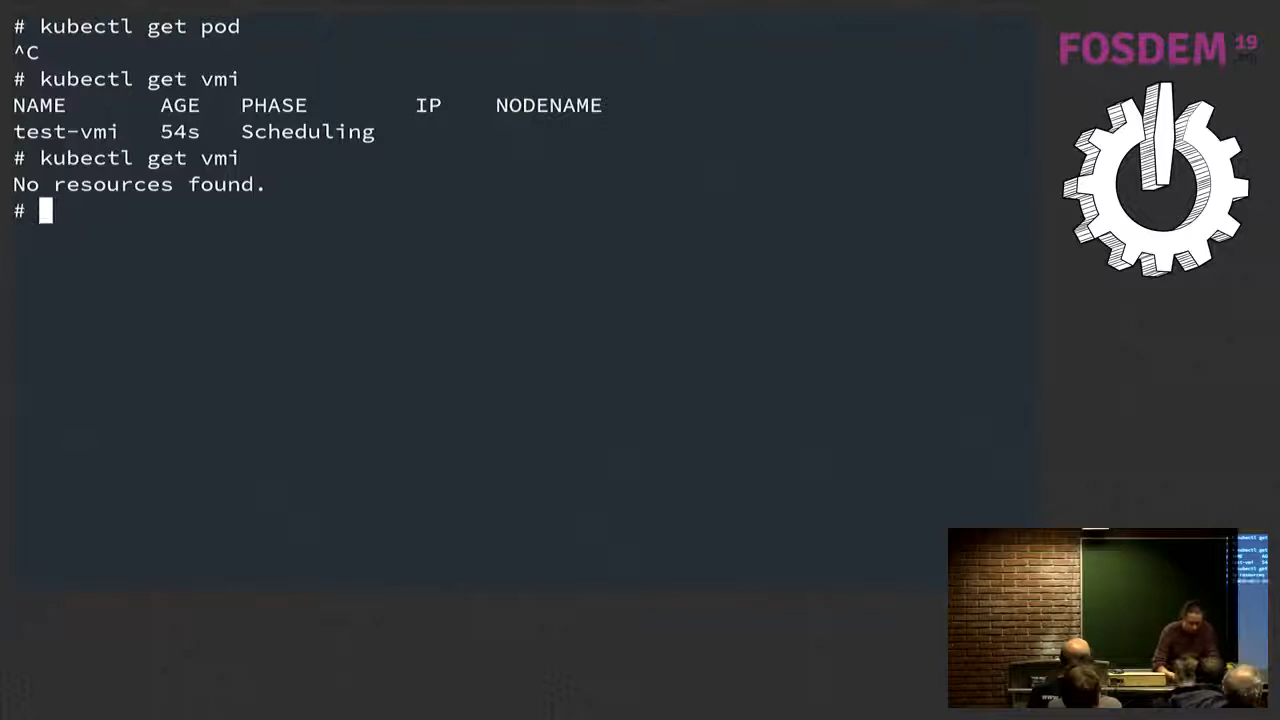 # kubectl get pod
^C
# kubectl get vmi
NAME AGE PHASE IP NODENAME
test-vmi 54s Scheduling
# kubectl get vmi
No resources found.
#
FOSDEM 19